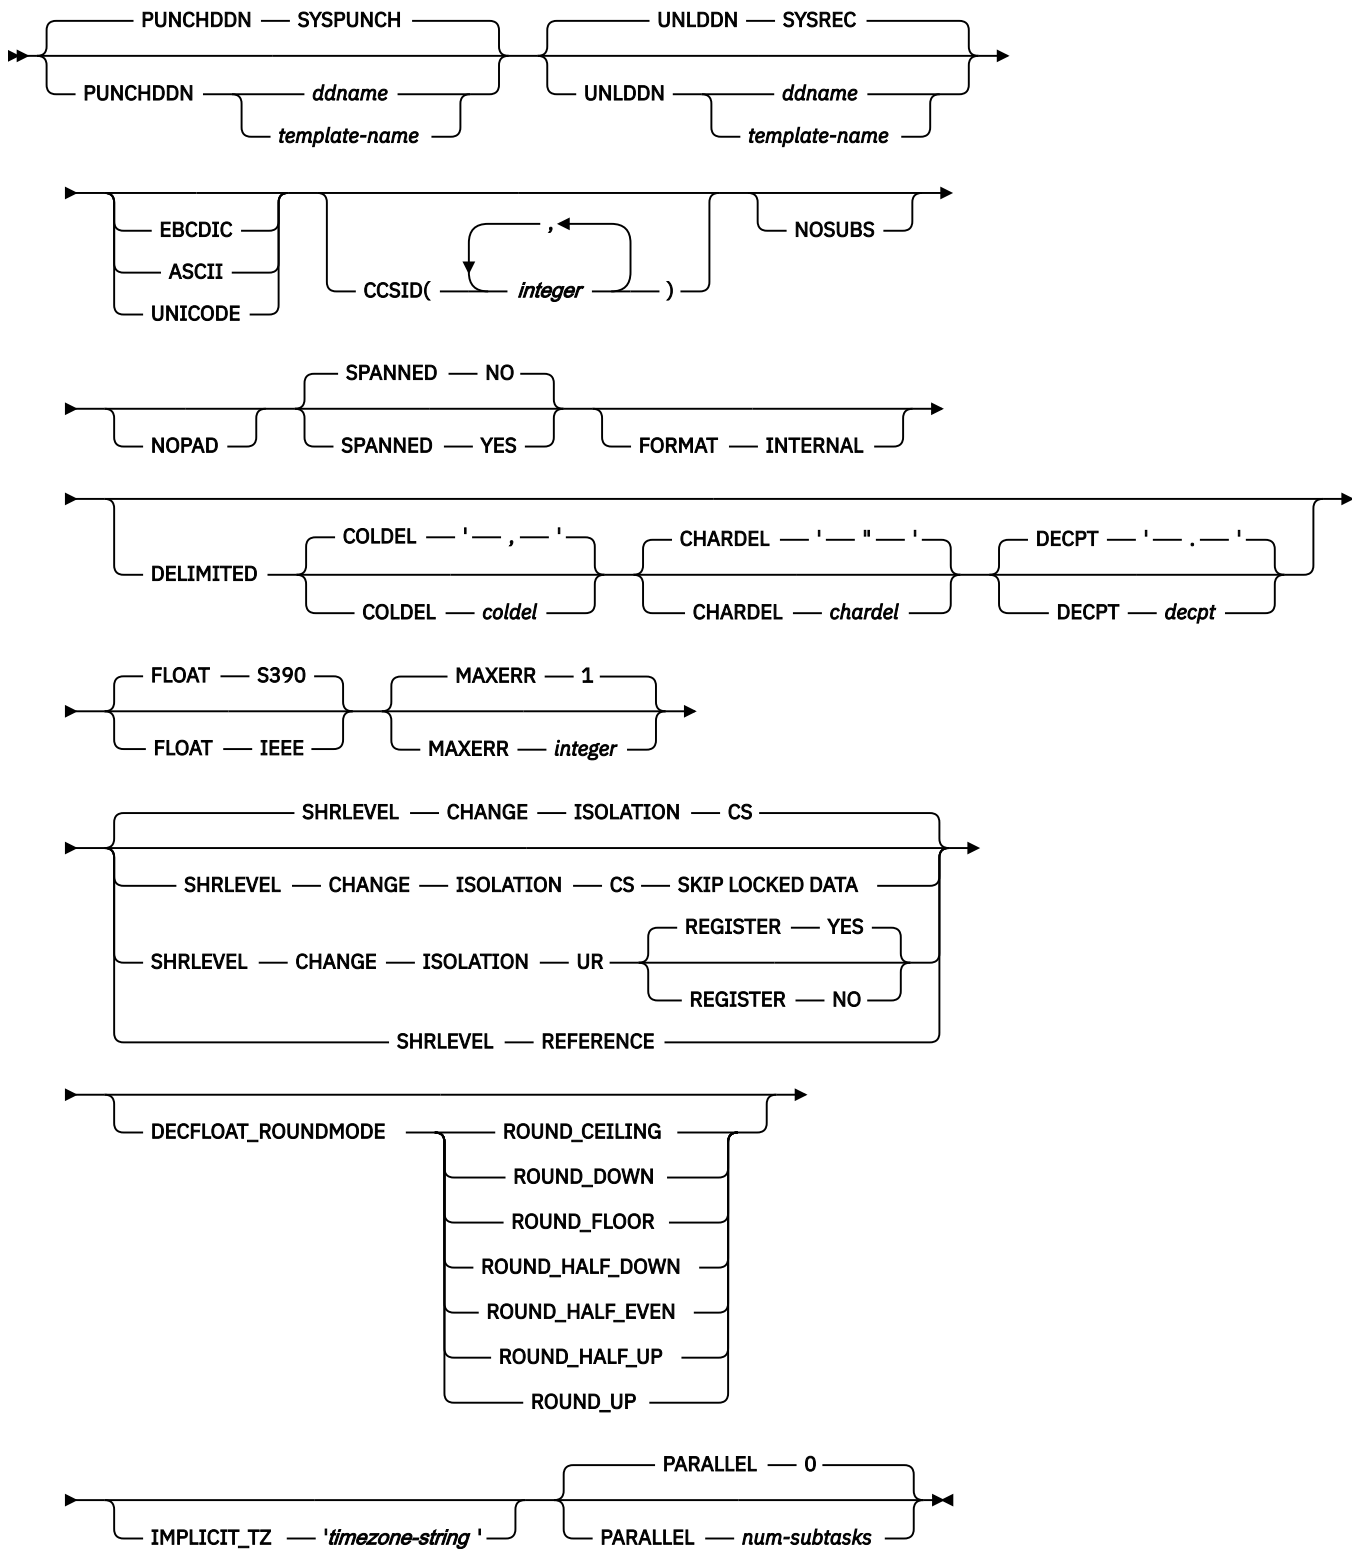 PUNCHDDN SYSPUNCH UNLDDN SYSREC
PUNCHDDN ddname UNLDDN ddname
template-name template-name
EBCDIC , NOSUBS
ASCII
CCSID( integer )
UNICODE
SPANNED NO
NOPAD SPANNED YES FORMAT INTERNAL
COLDEL ' , ' CHARDEL ' " ' DECPT ' . '
DELIMITED
COLDEL coldel CHARDEL chardel DECPT decpt
FLOAT S390 MAXERR 1
FLOAT IEEE MAXERR integer
SHRLEVEL CHANGE ISOLATION CS
SHRLEVEL CHANGE ISOLATION CS SKIP LOCKED DATA
REGISTER YES
SHRLEVEL CHANGE ISOLATION UR
REGISTER NO
SHRLEVEL REFERENCE
DECFLOAT_ROUNDMODE ROUND_CEILING
ROUND_DOWN
ROUND_FLOOR
ROUND_HALF_DOWN
ROUND_HALF_EVEN
ROUND_HALF_UP
ROUND_UP
PARALLEL 0
IMPLICIT_TZ 'timezone-string ' PARALLEL num-subtasks